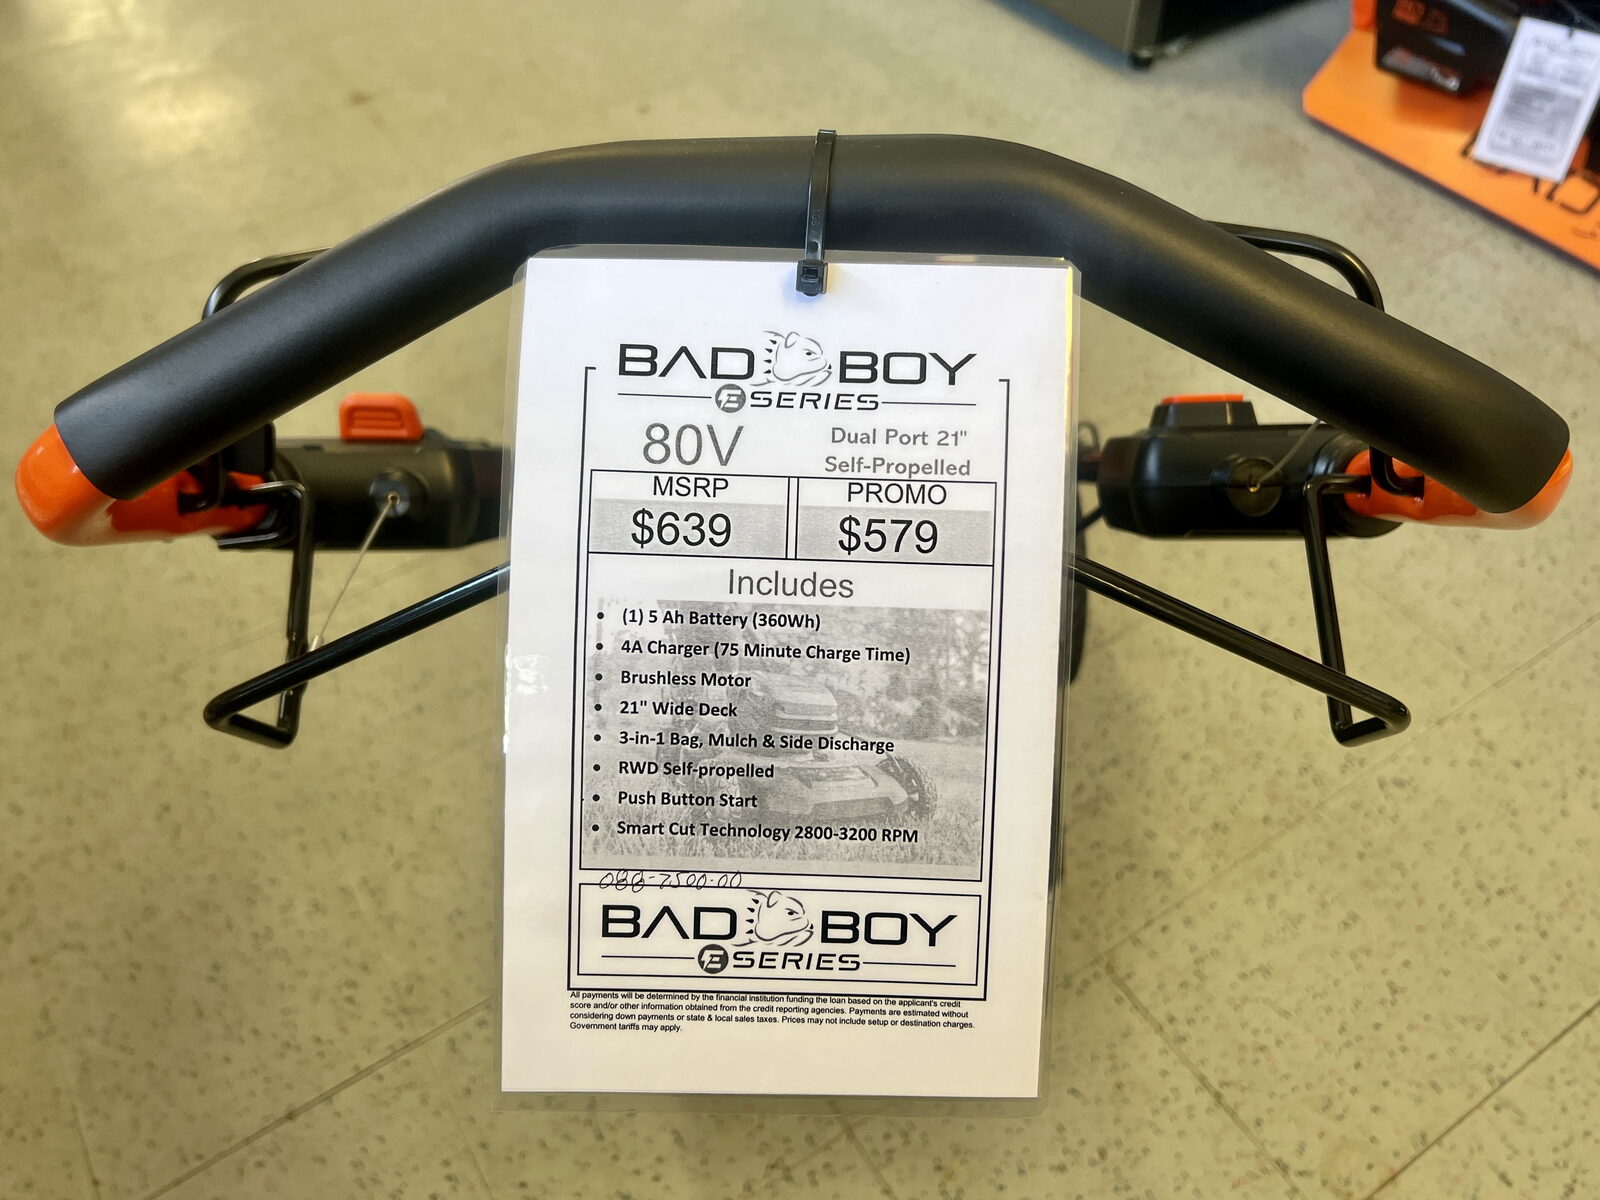 BAD BOY
E SERIES
80V
Dual Port 21"
Self-Propelled
MSRP
PROMO
$639
$579
Includes
• (1) 5 Ah Battery (360Wh)
• 4A Charger (75 Minute Charge Time)
• Brushless Motor
• 21" Wide Deck
• 3-in-1 Bag, Mulch & Side Discharge
• RWD Self-propelled
• Push Button Start
• Smart Cut Technology 2800-3200 RPM
088-7500-00
BAD BOY
E SERIES
All payments will be determined by the financial institution funding the loan based on the applicant's credit
score and/or other information obtained from the credit reporting agencies. Payments are estimated without
considering down payments or state & local sales taxes. Prices may not include setup or destination charges.
Government tariffs may apply.